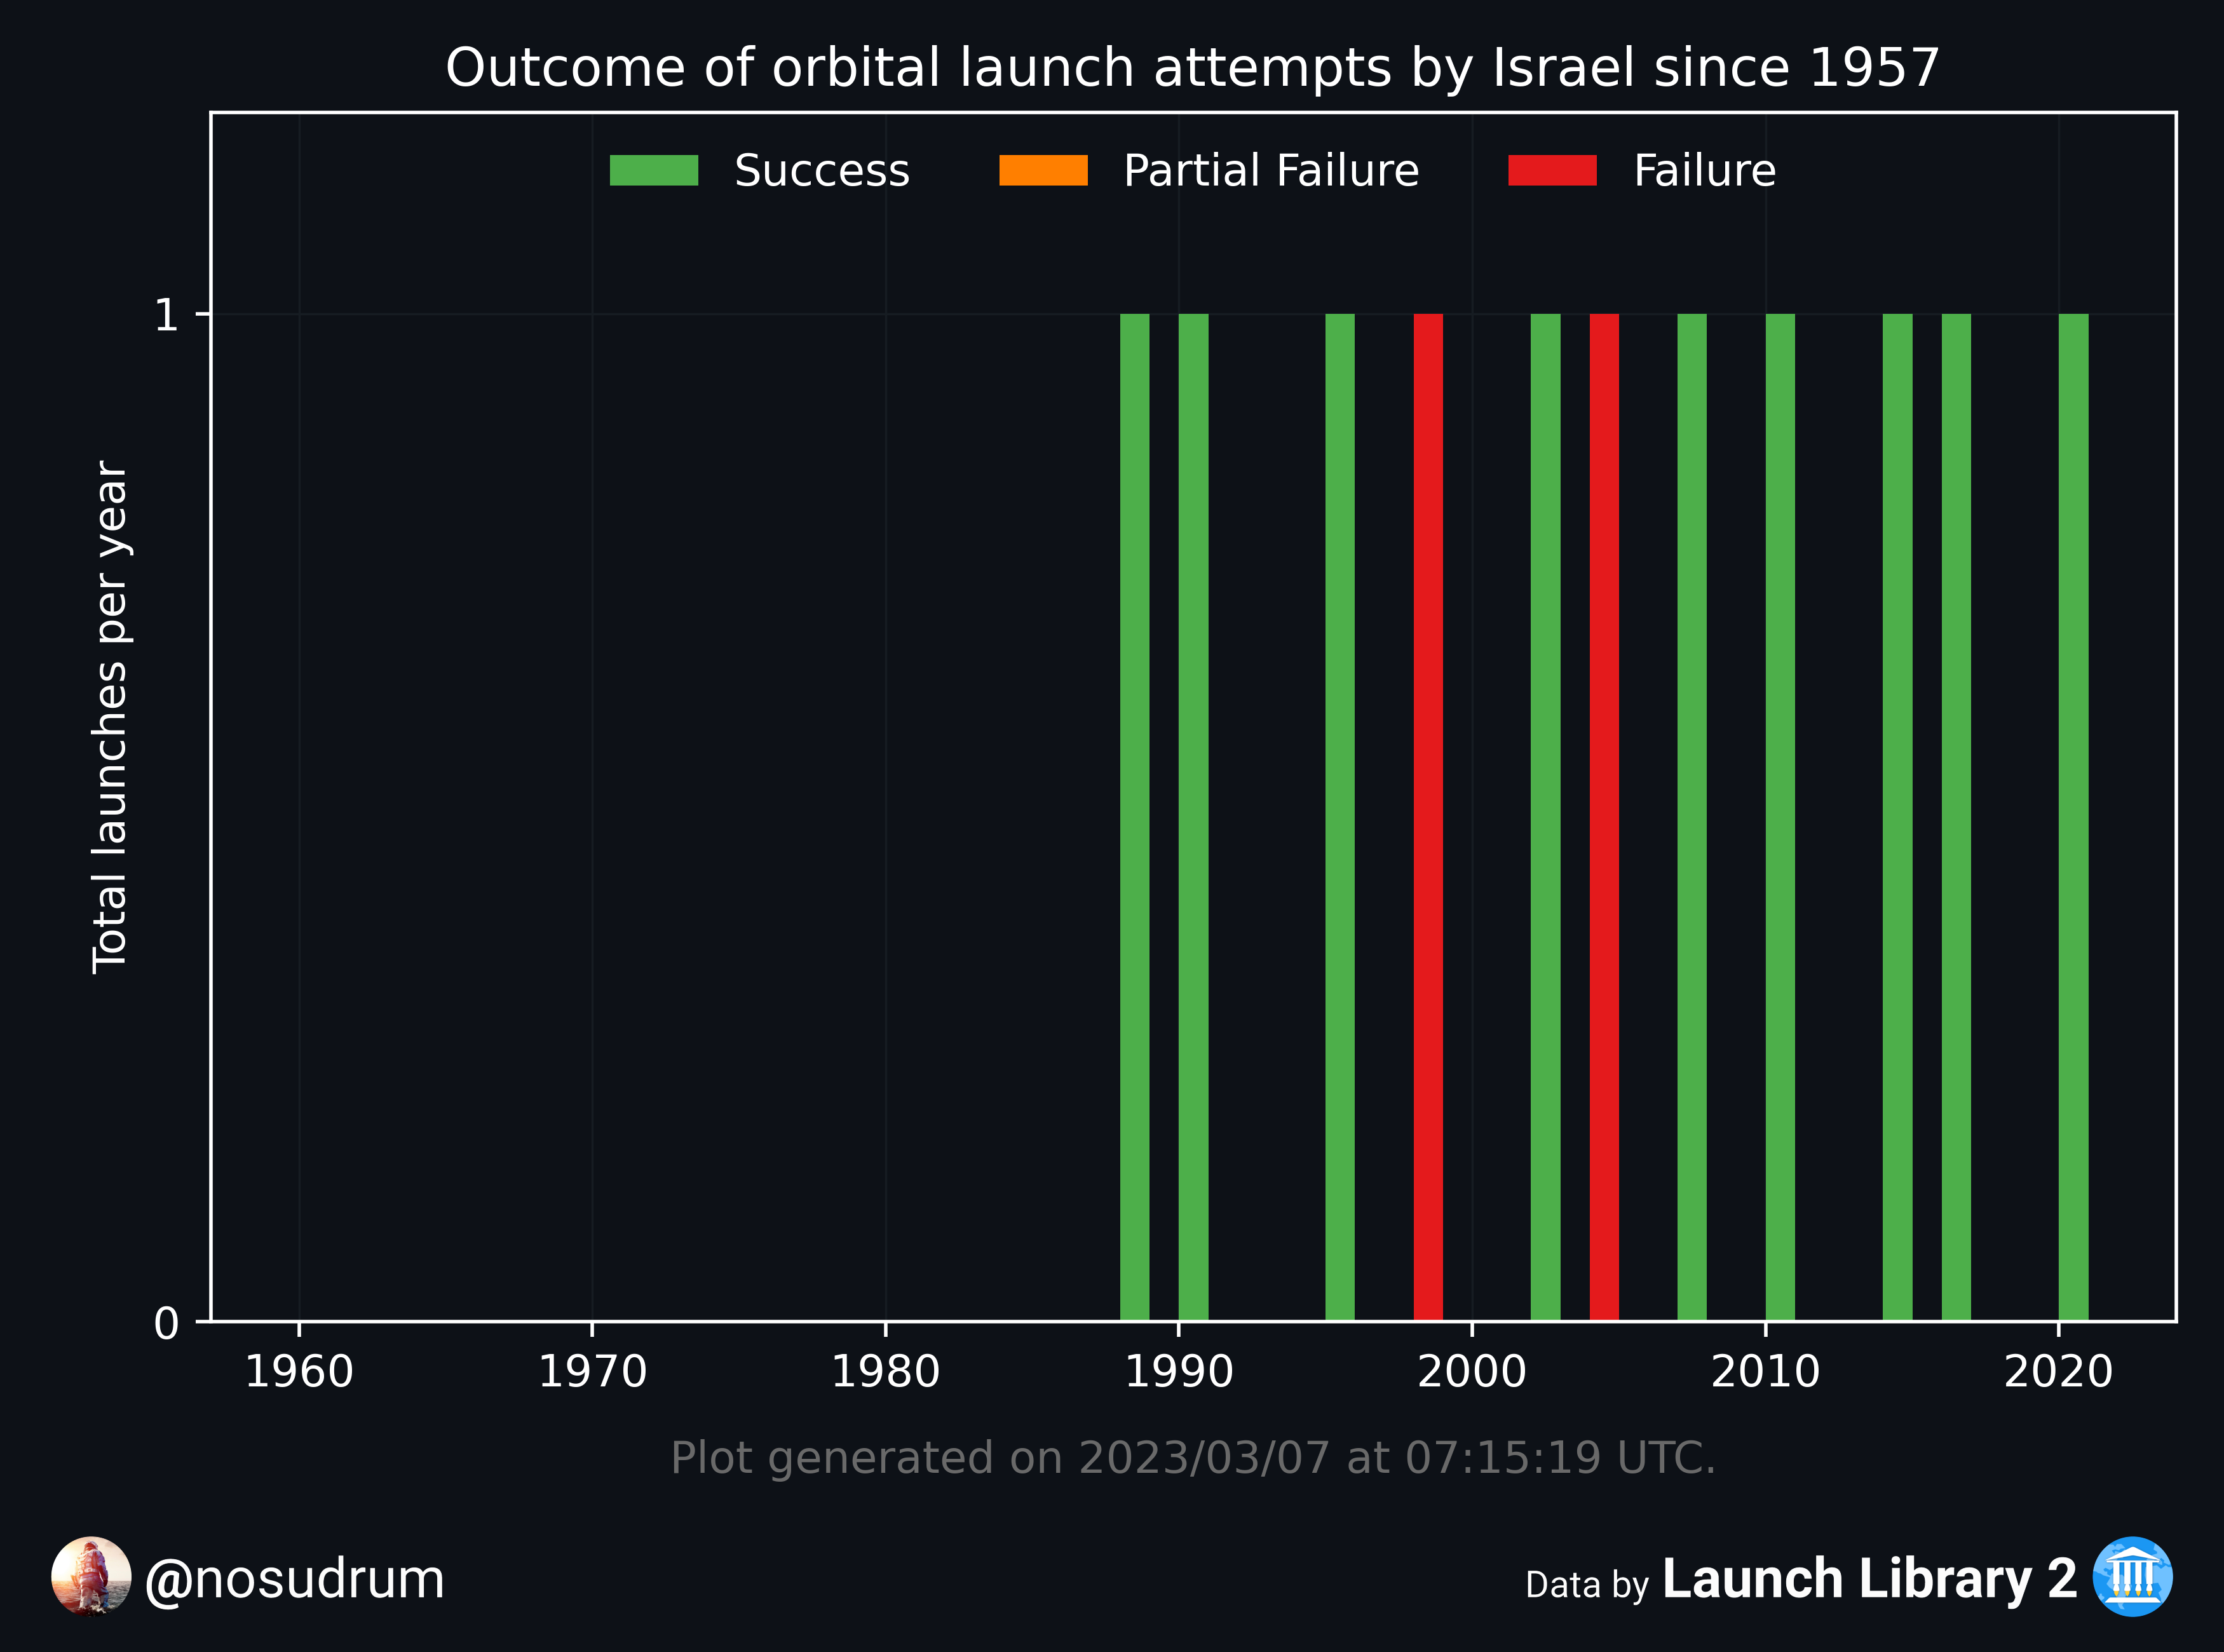 Outcome of orbital launch attempts by Israel since 1957
Success Partial Failure Failure
Total launches per year
1
0
1960 1970 1980 1990 2000 2010 2020
Plot generated on 2023/03/07 at 07:15:19 UTC.
@nosudrum
Data by Launch Library 2